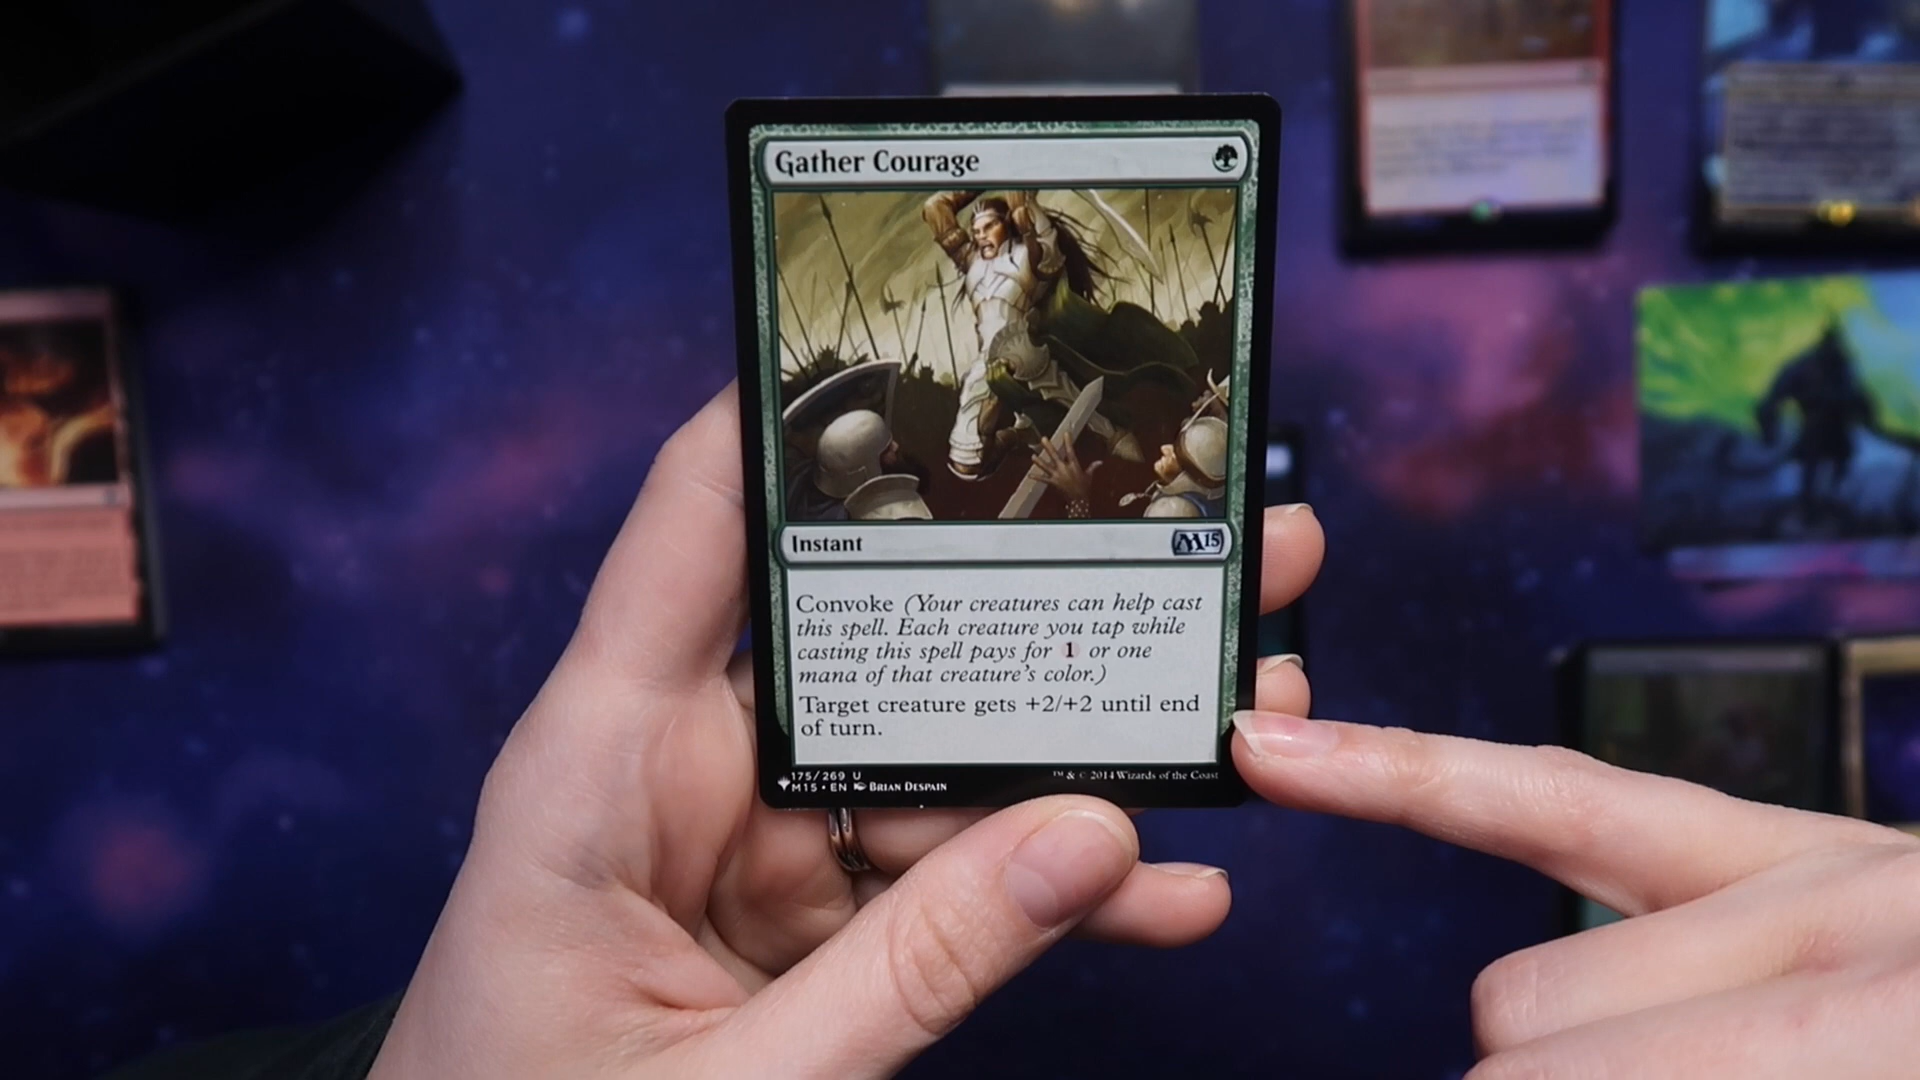 Gather Courage
Instant
M15
Convoke (Your creatures can help cast
this spell. Each creature you tap while
casting this spell pays for 1 or one
mana of that creature's color.)
Target creature gets +2/+2 until end
of turn.
175/269 U
M15 • EN BRIAN DESPAIN
™ & © 2014 Wizards of the Coast